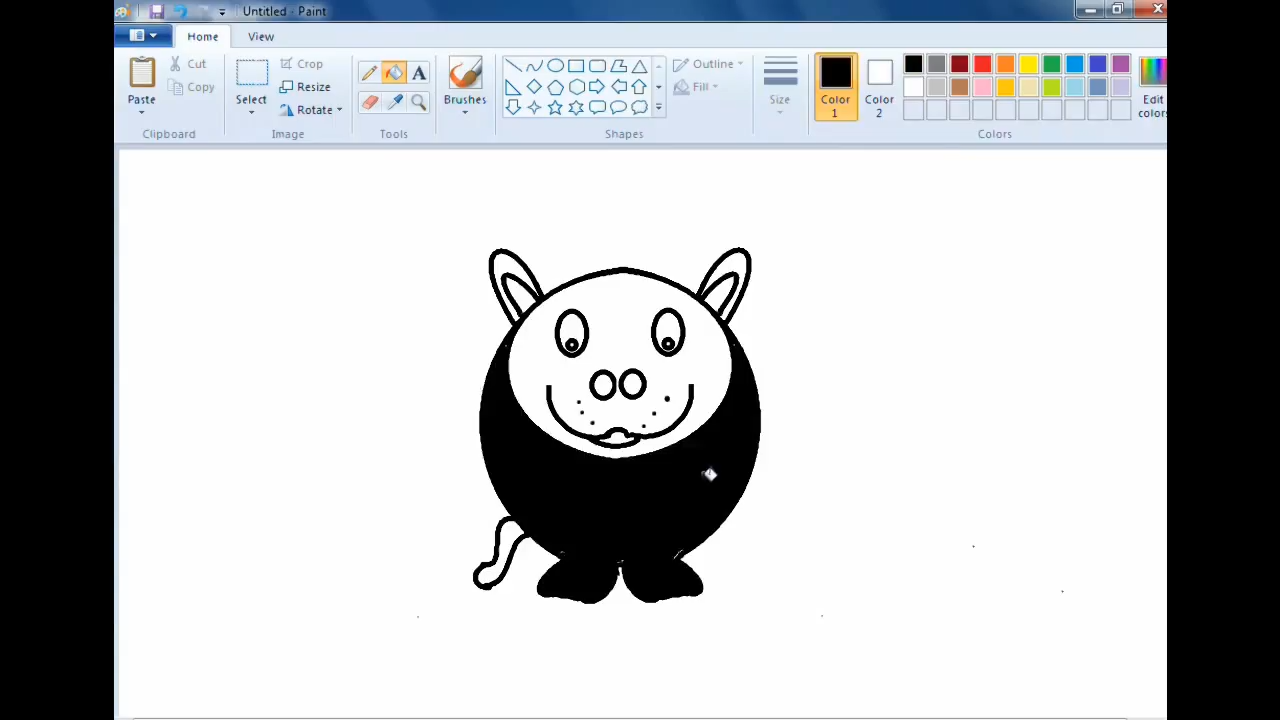 Untitled - Paint
Home View
Paste
Cut
Copy
Clipboard
Select
Crop
Resize
Rotate
Image
A
Tools
Brushes
Outline
Fill
Shapes
Size
Color 1
Color 2
Edit colors
Colors